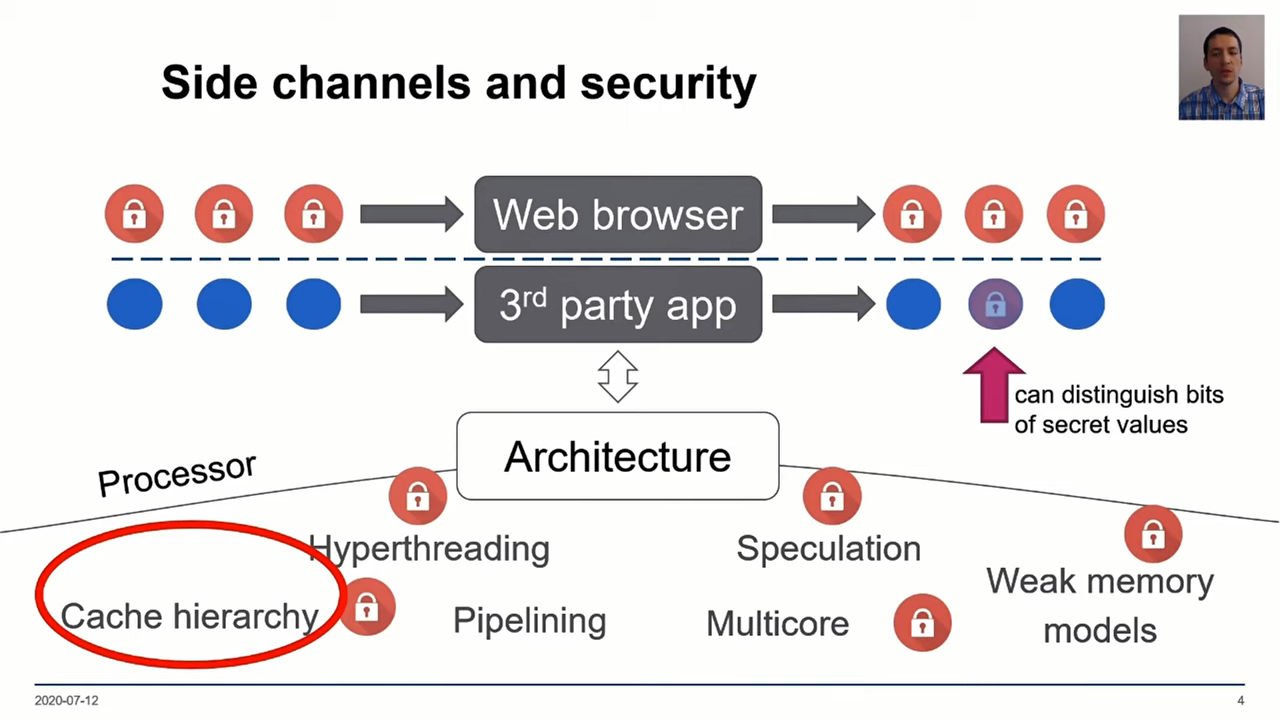 Side channels and security
Web browser
3rd party app
can distinguish bits
of secret values
Architecture
Processor
Hyperthreading
Speculation
Weak memory
models
Cache hierarchy
Pipelining
Multicore
2020-07-12
4